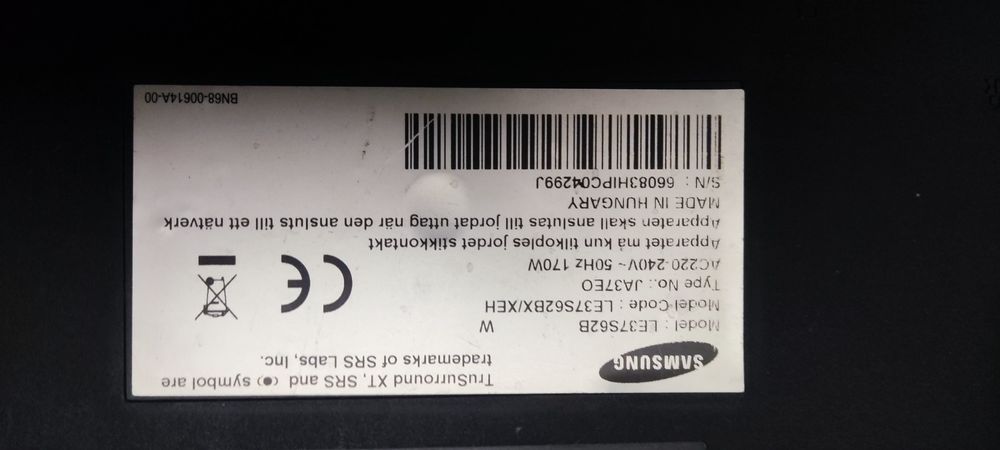 TruSurround XT, SRS and (●) symbol are
trademarks of SRS Labs, Inc.
SAMSUNG
Model : LE37S62B W
Model Code : LE37S62BX/XEH
Type No.: JA37EO
AC220-240V~ 50Hz 170W
Apparatet må kun tilkoples jordet stikkontakt
Apparaten skall anslutas till jordat uttag när den ansluts till ett nätverk
MADE IN HUNGARY
S/N : 66083HIPC04299J
BN68-00614A-00